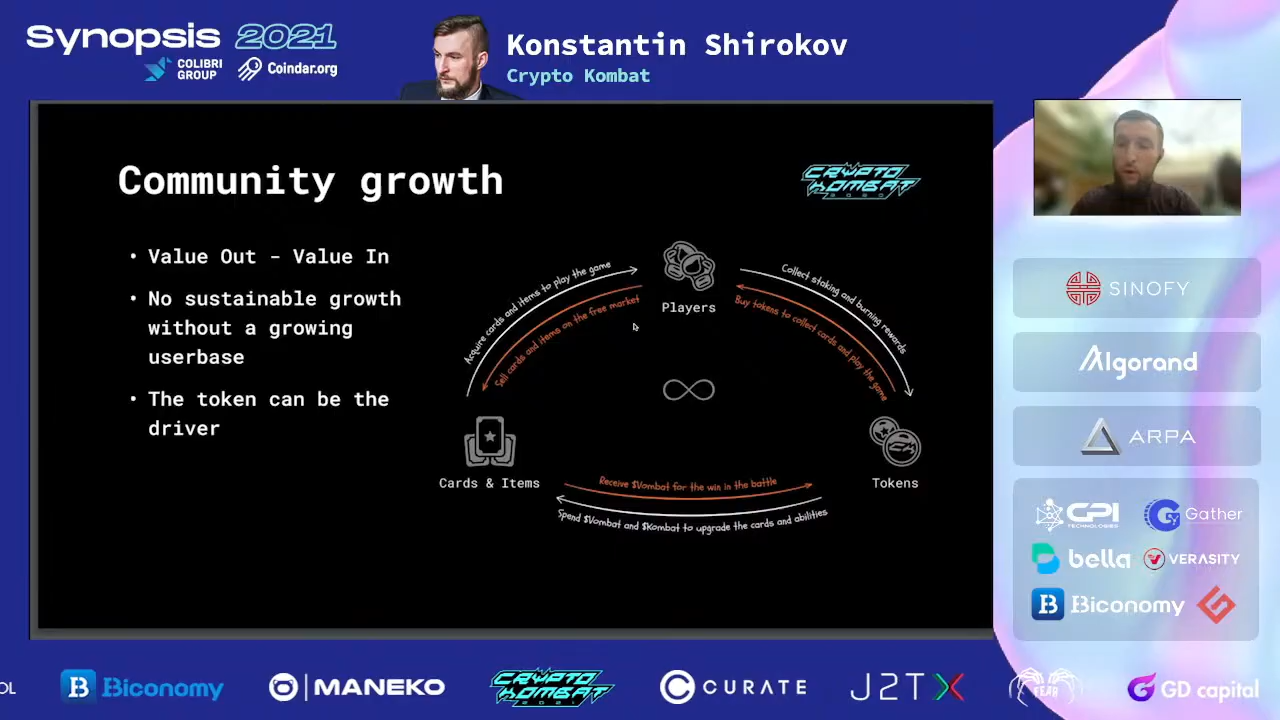 Synopsis 2021
COLIBRI
GROUP
Coindar.org
Konstantin Shirokov
Crypto Kombat
Community growth
CRYPTO
KOMBAT
• Value Out - Value In
• No sustainable growth
without a growing
userbase
• The token can be the
driver
Players
Acquire cards and items to play the game
Sell cards and items on the free market
Collect staking and burning rewards
Buy tokens to collect cards and play the game
Cards & Items
Tokens
Receive $Vombat for the win in the battle
Spend $Vombat and $Kombat to upgrade the cards and abilities
SINOFY
Algorand
ARPA
CPI
TECHNOLOGIES
Gather
bella
VERASITY
Biconomy
OL
Biconomy
MANEKO
CRYPTO
KOMBAT
2021
CURATE
J2TX
FEAR
GD capital